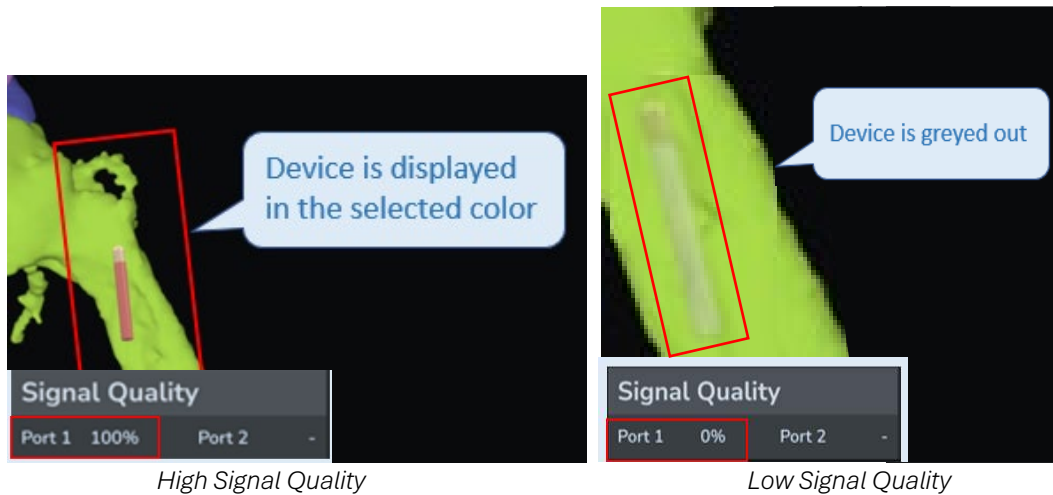 Device is displayed
in the selected color
Signal Quality
Port 1 100% Port 2 -
High Signal Quality
Device is greyed out
Signal Quality
Port 1 0% Port 2 -
Low Signal Quality